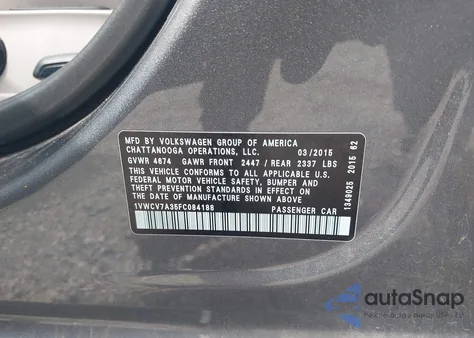 MFD BY VOLKSWAGEN GROUP OF AMERICA
CHATTANOOGA OPERATIONS, LLC. 03/2015
GVWR 4674 GAWR FRONT 2447 / REAR 2337 LBS
THIS VEHICLE CONFORMS TO ALL APPLICABLE U.S.
FEDERAL MOTOR VEHICLE SAFETY, BUMPER AND
THEFT PREVENTION STANDARDS IN EFFECT ON
THE DATE OF MANUFACTURE SHOWN ABOVE
1VWCV7A35FC084188 PASSENGER CAR
1349025 2015 62
autoSnap